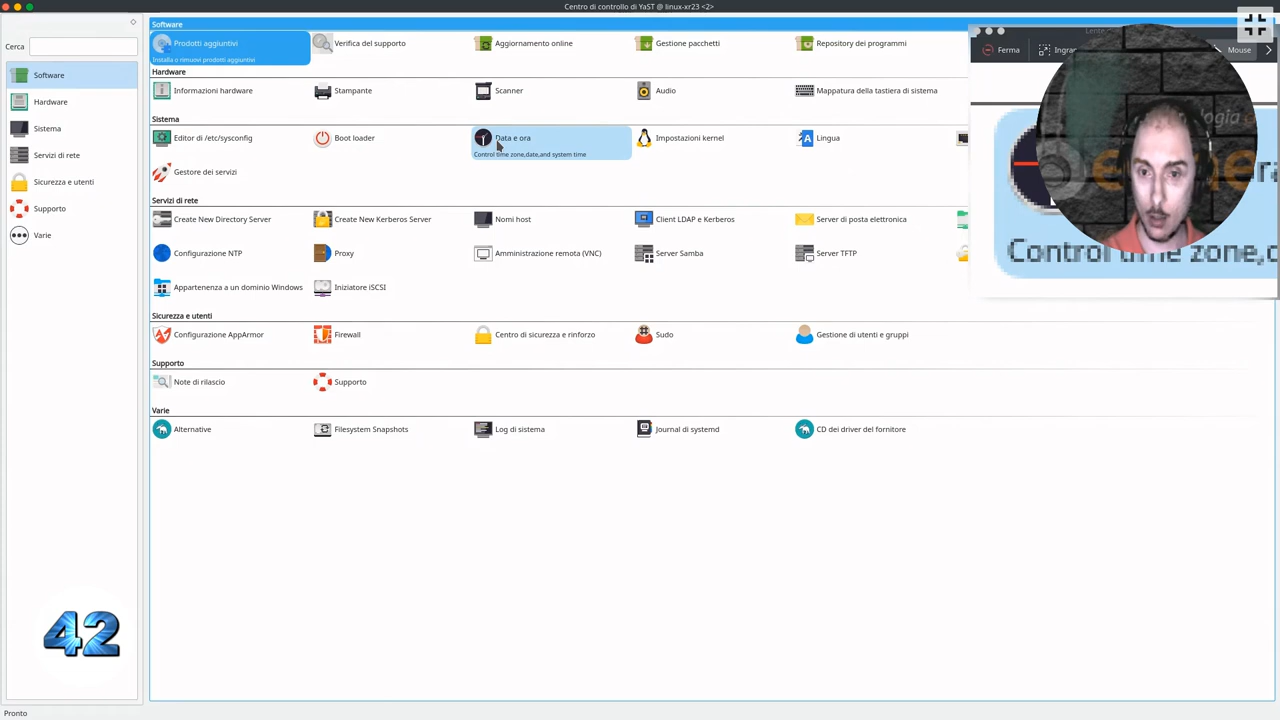 Centro di controllo di YaST @ linux-xr23 <2>
Cerca
Software
Hardware
Sistema
Servizi di rete
Sicurezza e utenti
Supporto
Varie
Software
Prodotti aggiuntivi
Installa o rimuovi prodotti aggiuntivi
Verifica del supporto
Aggiornamento online
Gestione pacchetti
Repository dei programmi
Hardware
Informazioni hardware
Stampante
Scanner
Audio
Mappatura della tastiera di sistema
Sistema
Editor di /etc/sysconfig
Boot loader
Data e ora
Control time zone,date,and system time
Impostazioni kernel
Lingua
Gestore dei servizi
Servizi di rete
Create New Directory Server
Create New Kerberos Server
Nomi host
Client LDAP e Kerberos
Server di posta elettronica
Configurazione NTP
Proxy
Amministrazione remota (VNC)
Server Samba
Server TFTP
Appartenenza a un dominio Windows
Iniziatore iSCSI
Sicurezza e utenti
Configurazione AppArmor
Firewall
Centro di sicurezza e rinforzo
Sudo
Gestione di utenti e gruppi
Supporto
Note di rilascio
Supporto
Varie
Alternative
Filesystem Snapshots
Log di sistema
Journal di systemd
CD dei driver del fornitore
Lente
Ferma
Mouse
Control time zone,
42
Pronto